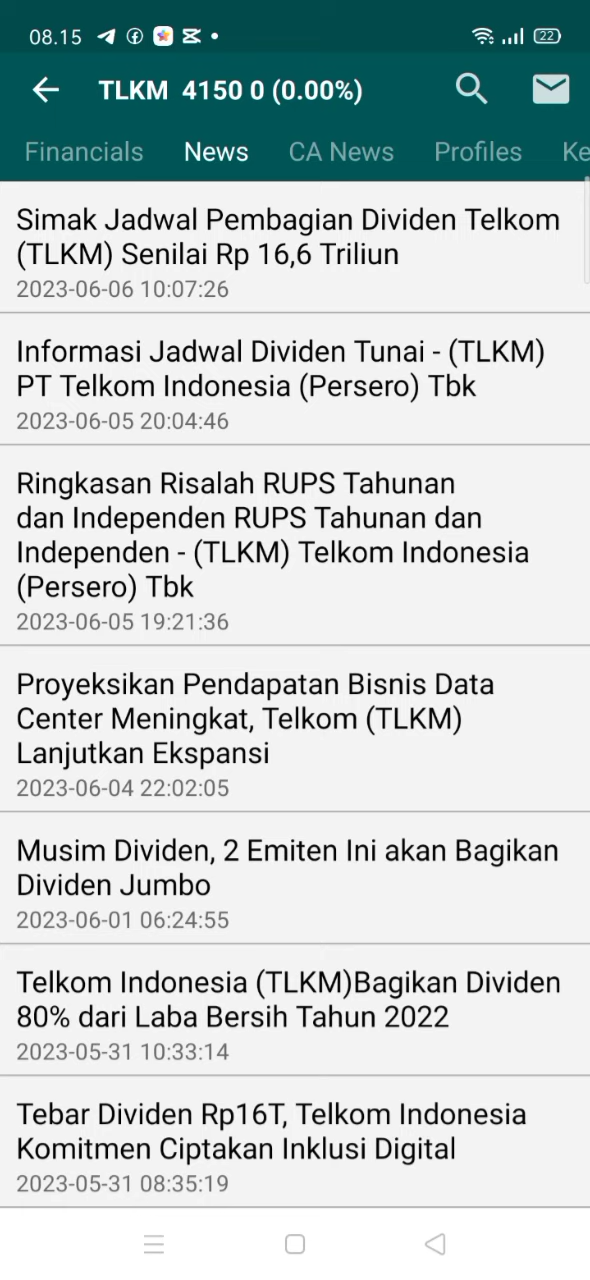 08.15
22
TLKM 4150 0 (0.00%)
Financials News CA News Profiles Ke
Simak Jadwal Pembagian Dividen Telkom
(TLKM) Senilai Rp 16,6 Triliun
2023-06-06 10:07:26
Informasi Jadwal Dividen Tunai - (TLKM)
PT Telkom Indonesia (Persero) Tbk
2023-06-05 20:04:46
Ringkasan Risalah RUPS Tahunan
dan Independen RUPS Tahunan dan
Independen - (TLKM) Telkom Indonesia
(Persero) Tbk
2023-06-05 19:21:36
Proyeksikan Pendapatan Bisnis Data
Center Meningkat, Telkom (TLKM)
Lanjutkan Ekspansi
2023-06-04 22:02:05
Musim Dividen, 2 Emiten Ini akan Bagikan
Dividen Jumbo
2023-06-01 06:24:55
Telkom Indonesia (TLKM)Bagikan Dividen
80% dari Laba Bersih Tahun 2022
2023-05-31 10:33:14
Tebar Dividen Rp16T, Telkom Indonesia
Komitmen Ciptakan Inklusi Digital
2023-05-31 08:35:19